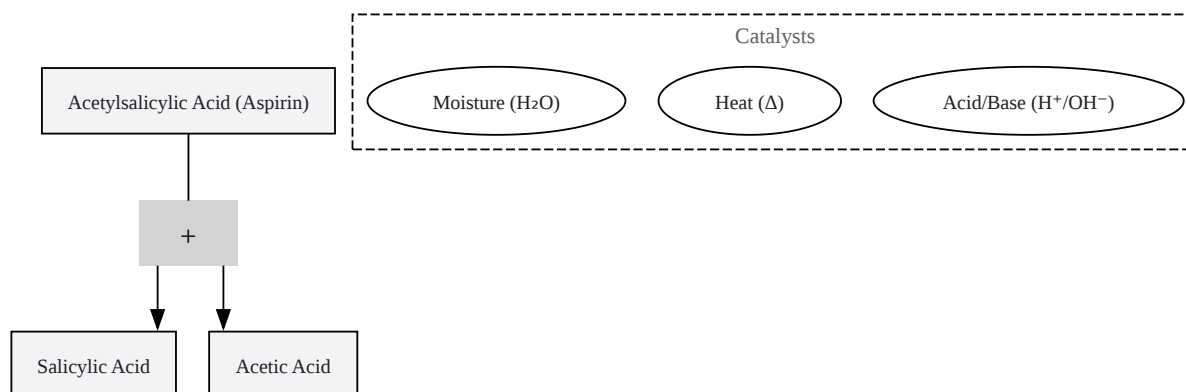 Catalysts
Acetylsalicylic Acid (Aspirin)
Moisture (H₂O)
Heat (Δ)
Acid/Base (H⁺/OH⁻)
+
Salicylic Acid
Acetic Acid